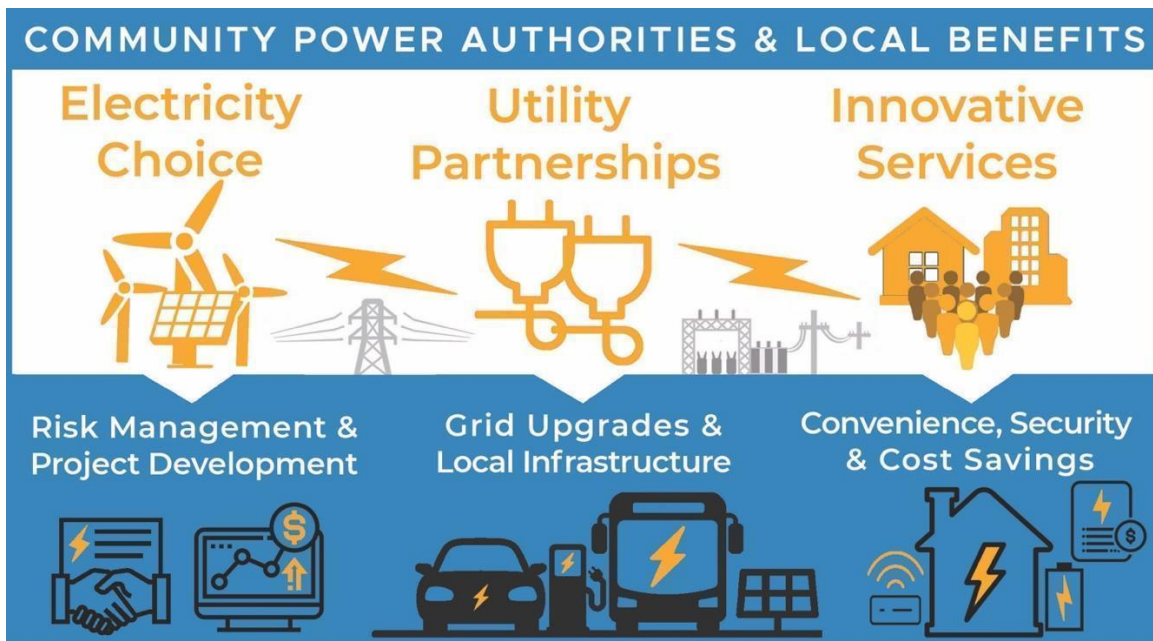 COMMUNITY POWER AUTHORITIES & LOCAL BENEFITS
Electricity
Choice
Utility
Partnerships
Innovative
Services
Risk Management &
Project Development
Grid Upgrades &
Local Infrastructure
Convenience, Security
& Cost Savings
$
$